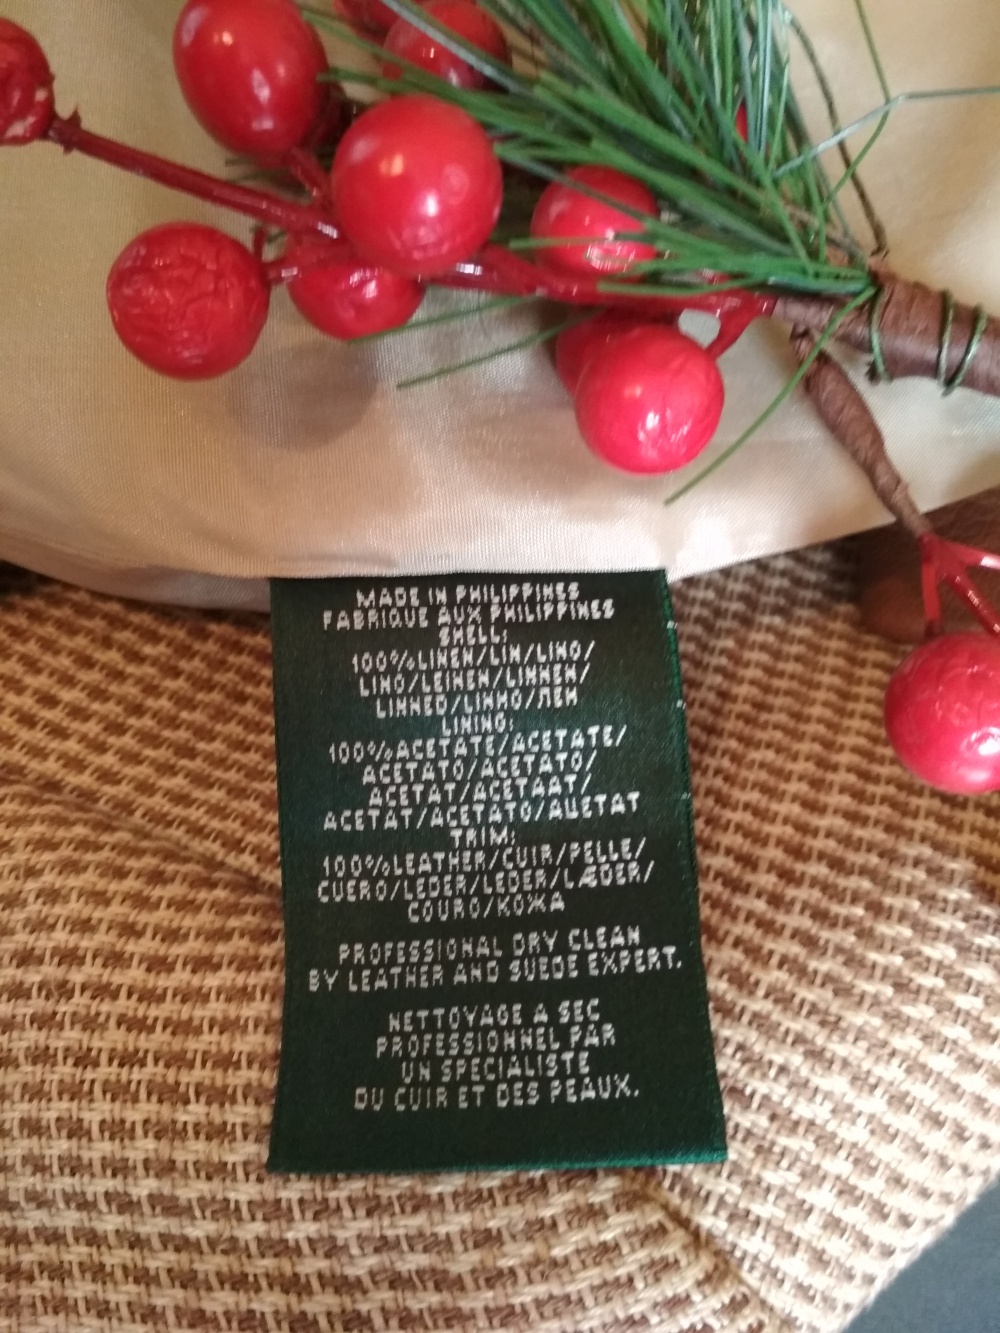 MADE IN PHILIPPINES
FABRIQUE AUX PHILIPPINES
SHELL:
100%LINEN/LIN/LINO/
LINO/LEINEN/LINNEN/
LINNED/LINHO/ЛЕН
LINING:
100%ACETATE/ACETATE/
ACETATO/ACETATO/
ACETAT/ACETAAT/
ACETAT/ACETATO/АЦЕТАТ
TRIM:
100%LEATHER/CUIR/PELLE/
CUERO/LEDER/LEDER/LÆDER/
COURO/КОЖА
PROFESSIONAL DRY CLEAN
BY LEATHER AND SUEDE EXPERT.
NETTOYAGE A SEC
PROFESSIONNEL PAR
UN SPECIALISTE
DU CUIR ET DES PEAUX.